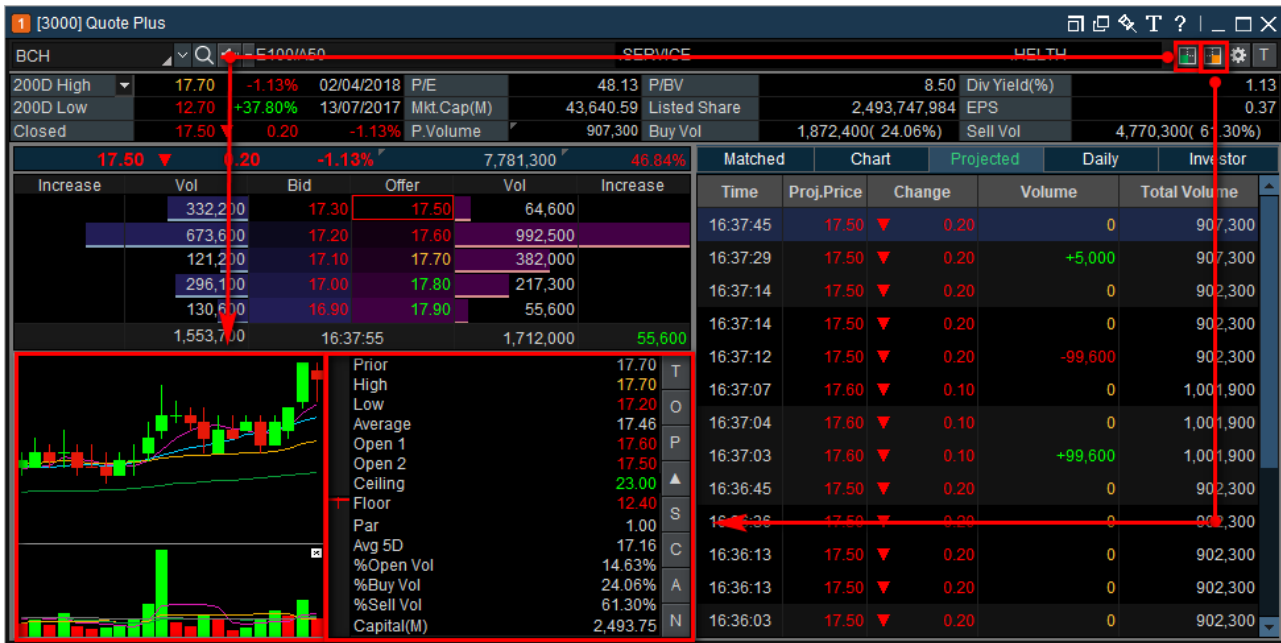 1 [3000] Quote Plus T ?
BCH E100/A50 SERVICE HELTH T
200D High 17.70 -1.13% 02/04/2018 P/E 48.13 P/BV 8.50 Div Yield(%) 1.13
200D Low 12.70 +37.80% 13/07/2017 Mkt.Cap(M) 43,640.59 Listed Share 2,493,747,984 EPS 0.37
Closed 17.50 ▼ 0.20 -1.13% P.Volume 907,300 Buy Vol 1,872,400( 24.06%) Sell Vol 4,770,300( 61.30%)
17.50 ▼ 0.20 -1.13% 7,781,300 46.84%
Increase Vol Bid Offer Vol Increase
332,200 17.30 17.50 64,600
673,600 17.20 17.60 992,500
121,200 17.10 17.70 382,000
296,100 17.00 17.80 217,300
130,600 16.90 17.90 55,600
1,553,700 16:37:55 1,712,000 55,600
Prior 17.70
High 17.70
Low 17.20
Average 17.46
Open 1 17.60
Open 2 17.50
Ceiling 23.00
Floor 12.40
Par 1.00
Avg 5D 17.16
%Open Vol 14.63%
%Buy Vol 24.06%
%Sell Vol 61.30%
Capital(M) 2,493.75
T
O
P
▲
S
C
A
N
Matched Chart Projected Daily Investor
Time Proj.Price Change Volume Total Volume
16:37:45 17.50 ▼ 0.20 0 907,300
16:37:29 17.50 ▼ 0.20 +5,000 907,300
16:37:14 17.50 ▼ 0.20 0 902,300
16:37:14 17.50 ▼ 0.20 0 902,300
16:37:12 17.50 ▼ 0.20 -99,600 902,300
16:37:07 17.60 ▼ 0.10 0 1,001,900
16:37:04 17.60 ▼ 0.10 0 1,001,900
16:37:03 17.60 ▼ 0.10 +99,600 1,001,900
16:36:45 17.50 ▼ 0.20 0 902,300
16:36:36 17.50 ▼ 0.20 0 902,300
16:36:13 17.50 ▼ 0.20 0 902,300
16:36:13 17.50 ▼ 0.20 0 902,300
16:36:03 17.50 ▼ 0.20 0 902,300